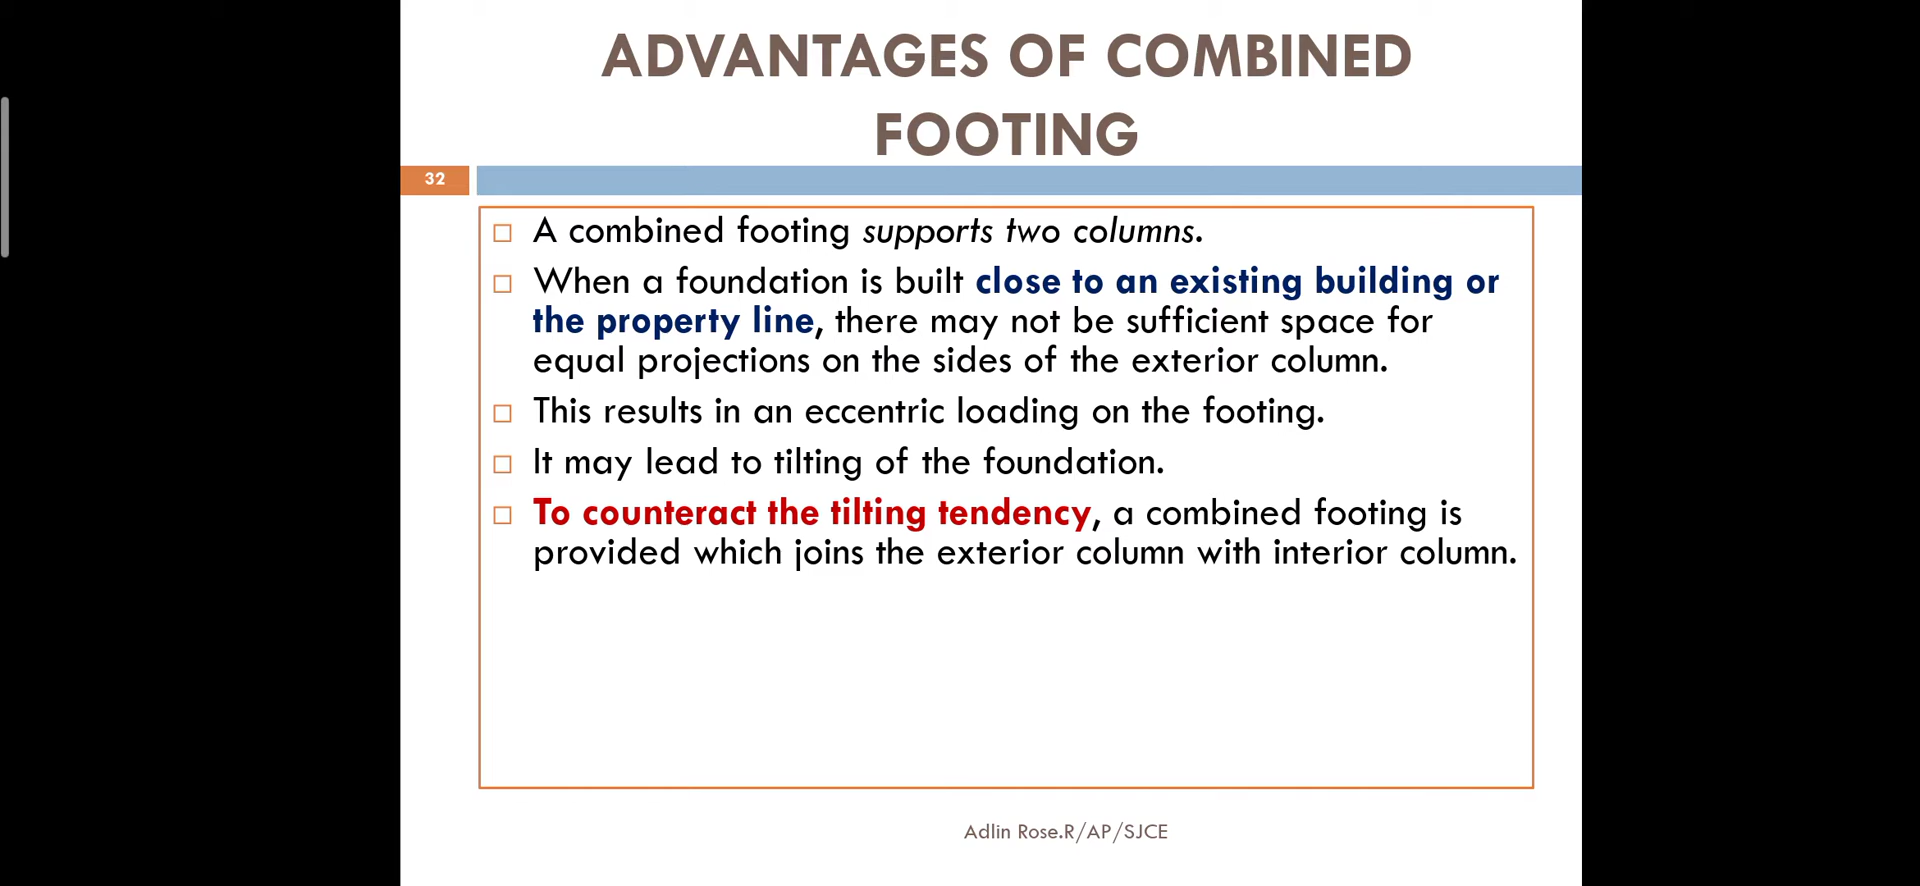 ADVANTAGES OF COMBINED
FOOTING
32
A combined footing supports two columns.
When a foundation is built close to an existing building or
the property line, there may not be sufficient space for
equal projections on the sides of the exterior column.
This results in an eccentric loading on the footing.
It may lead to tilting of the foundation.
To counteract the tilting tendency, a combined footing is
provided which joins the exterior column with interior column.
Adlin Rose.R/AP/SJCE